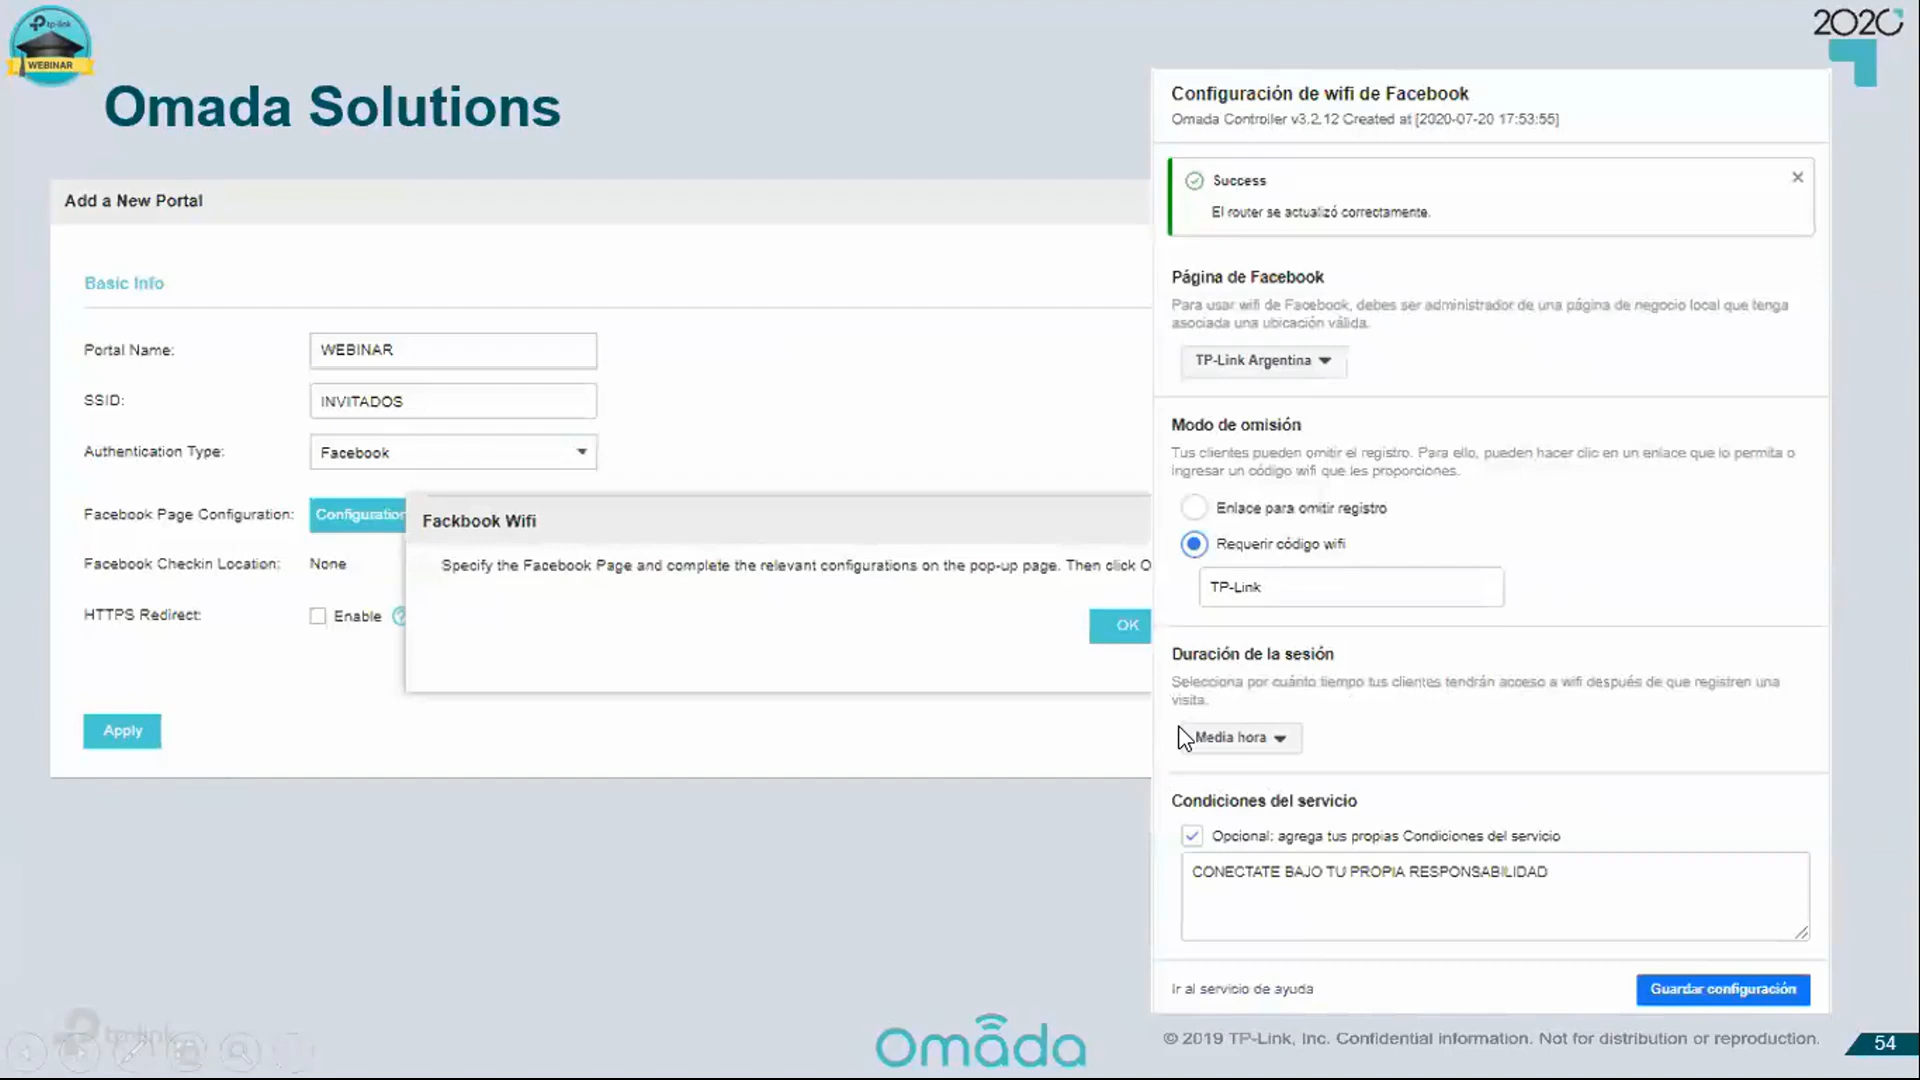 tp-link
WEBINAR
2020
Omada Solutions
Add a New Portal
Basic Info
Portal Name:
WEBINAR
SSID:
INVITADOS
Authentication Type:
Facebook
Facebook Page Configuration:
Configuration
Facebook Checkin Location:
None
HTTPS Redirect:
Enable
Apply
Fackbook Wifi
Specify the Facebook Page and complete the relevant configurations on the pop-up page. Then click O
OK
Configuración de wifi de Facebook
Omada Controller v3.2.12 Created at [2020-07-20 17:53:55]
Success
El router se actualizó correctamente.
Página de Facebook
Para usar wifi de Facebook, debes ser administrador de una página de negocio local que tenga
asociada una ubicación válida.
TP-Link Argentina
Modo de omisión
Tus clientes pueden omitir el registro. Para ello, pueden hacer clic en un enlace que lo permita o
ingresar un código wifi que les proporciones.
Enlace para omitir registro
Requerir código wifi
TP-Link
Duración de la sesión
Selecciona por cuánto tiempo tus clientes tendrán acceso a wifi después de que registren una
visita.
Media hora
Condiciones del servicio
Opcional: agrega tus propias Condiciones del servicio
CONECTATE BAJO TU PROPIA RESPONSABILIDAD
Ir al servicio de ayuda
Guardar configuración
tp-link
omada
© 2019 TP-Link, Inc. Confidential information. Not for distribution or reproduction.
54